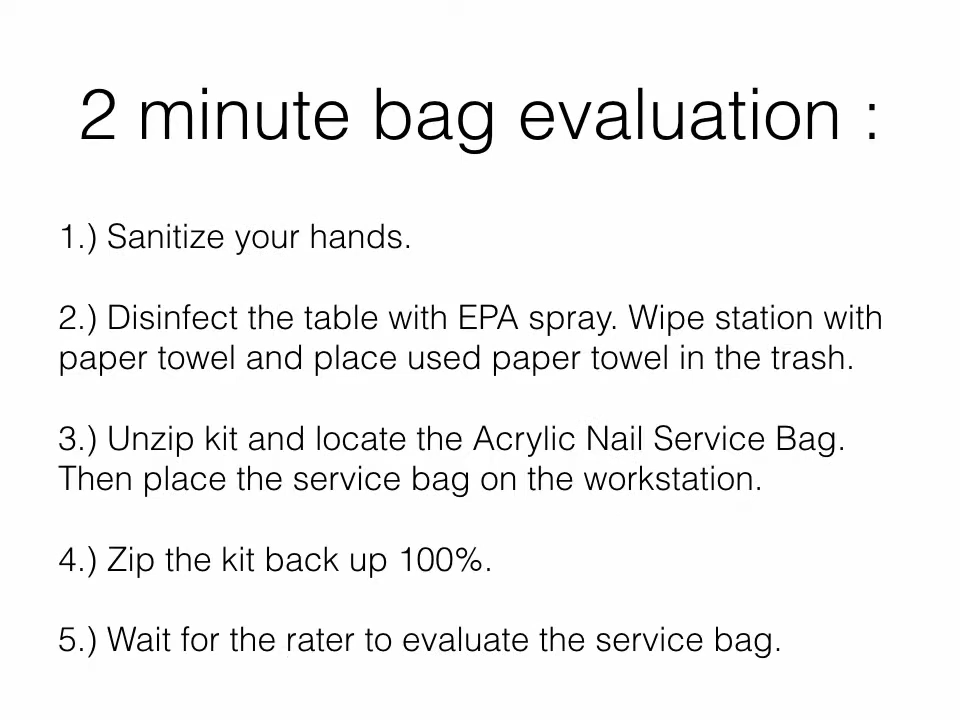 2 minute bag evaluation :
1.) Sanitize your hands.
2.) Disinfect the table with EPA spray. Wipe station with
paper towel and place used paper towel in the trash.
3.) Unzip kit and locate the Acrylic Nail Service Bag.
Then place the service bag on the workstation.
4.) Zip the kit back up 100%.
5.) Wait for the rater to evaluate the service bag.